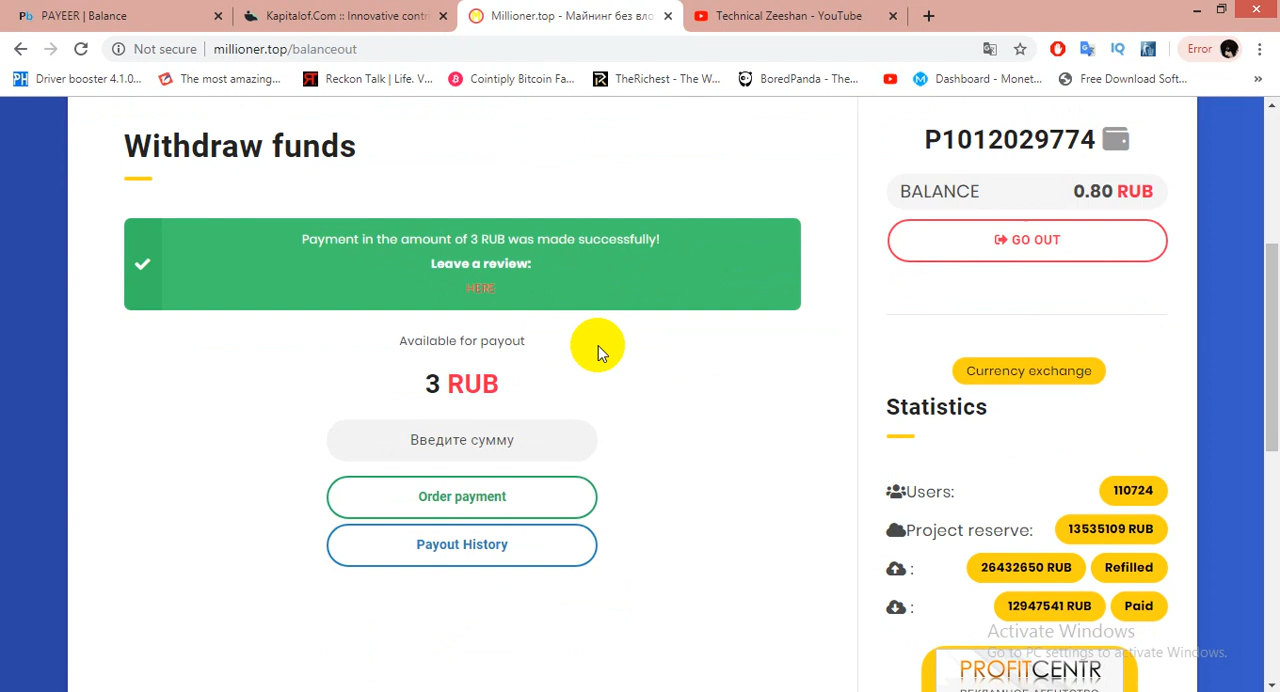 PAYEER | Balance
Kapitalof.Com :: Innovative contr
Millioner.top - Майнинг без вло
Technical Zeeshan - YouTube
Not secure | millioner.top/balanceout
Error
Driver booster 4.1.0...
The most amazing...
Reckon Talk | Life. V...
Cointiply Bitcoin Fa...
TheRichest - The W...
BoredPanda - The...
Dashboard - Monet...
Free Download Soft...
Withdraw funds
Payment in the amount of 3 RUB was made successfully!
Leave a review:
HERE
Available for payout
3 RUB
Введите сумму
Order payment
Payout History
P1012029774
BALANCE 0.80 RUB
GO OUT
Currency exchange
Statistics
Users: 110724
Project reserve: 13535109 RUB
: 26432650 RUB Refilled
: 12947541 RUB Paid
Activate Windows
Go to PC settings to activate Windows.
PROFITCENTR